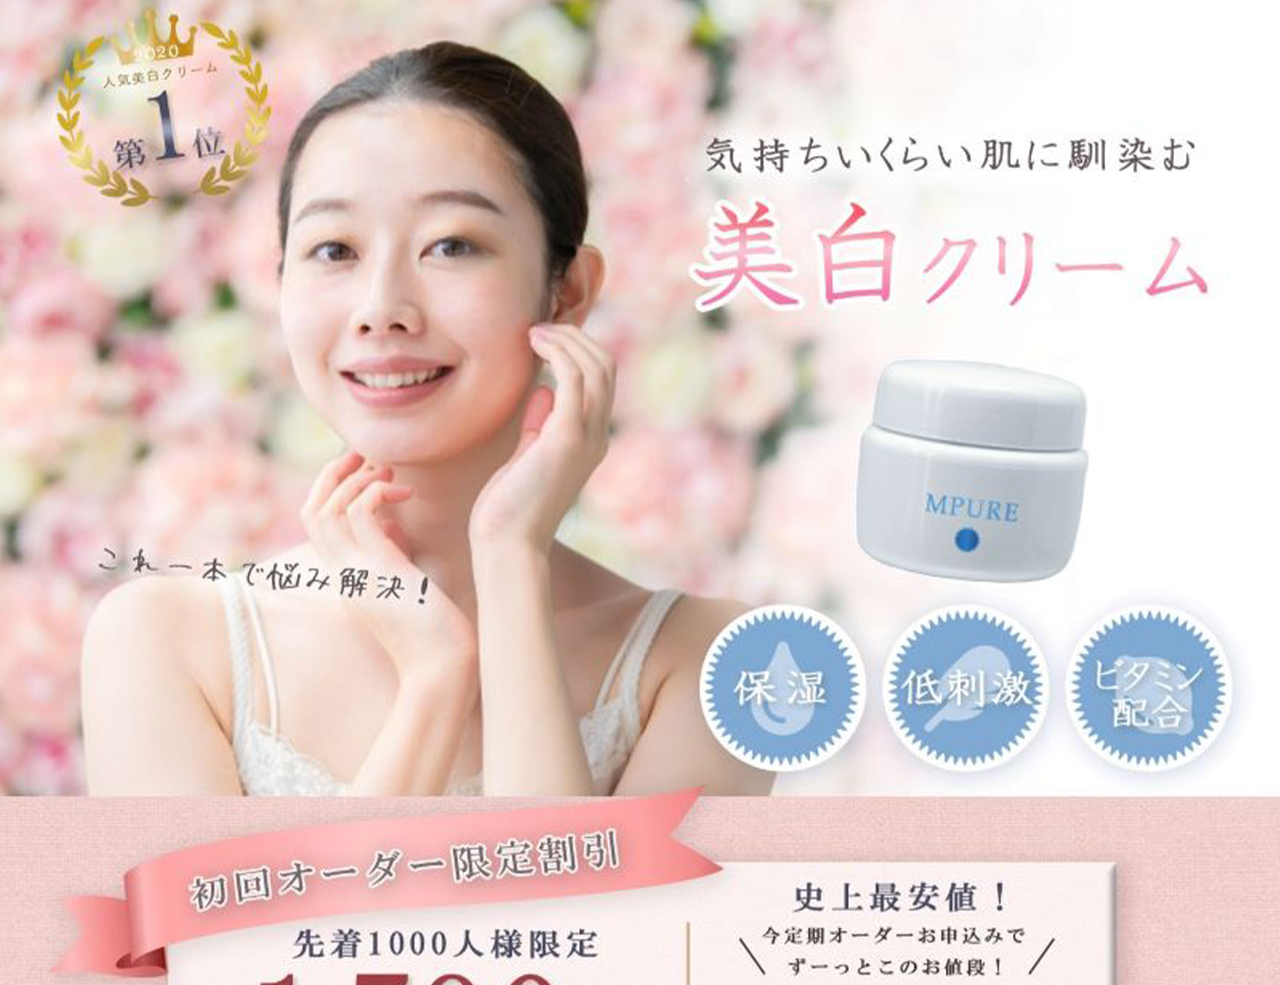 2020
人気美白クリーム
第1位
気持ちいくらい肌に馴染む
美白クリーム
MPURE
これ一本で悩み解決！
保湿
低刺激
ビタミン
配合
初回オーダー限定割引
先着1000人様限定
史上最安値！
今定期オーダーお申込みで
ずーっとこのお値段！